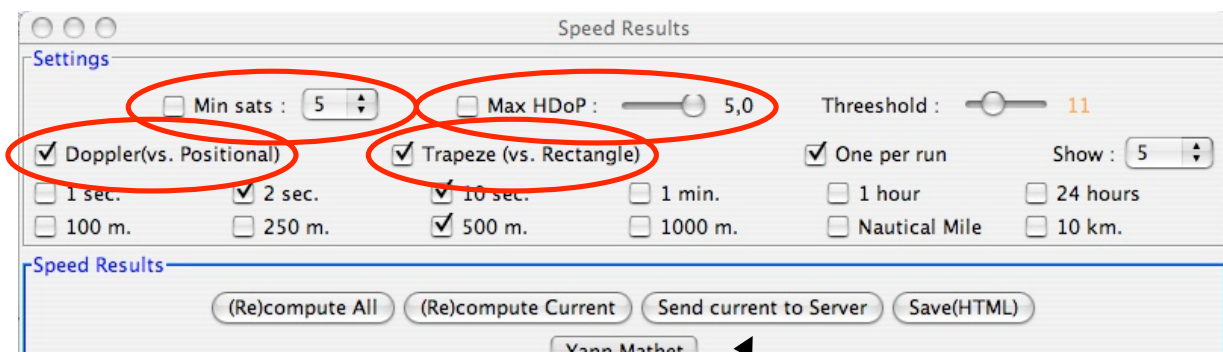 Speed Results
Settings
Min sats : 5 Max HDoP : 5,0 Threeshold : 11
Doppler(vs. Positional) Trapeze (vs. Rectangle) One per run Show : 5
1 sec. 2 sec. 10 sec. 1 min. 1 hour 24 hours
100 m. 250 m. 500 m. 1000 m. Nautical Mile 10 km.
Speed Results
(Re)compute All (Re)compute Current Send current to Server Save(HTML)
Yann Mathet